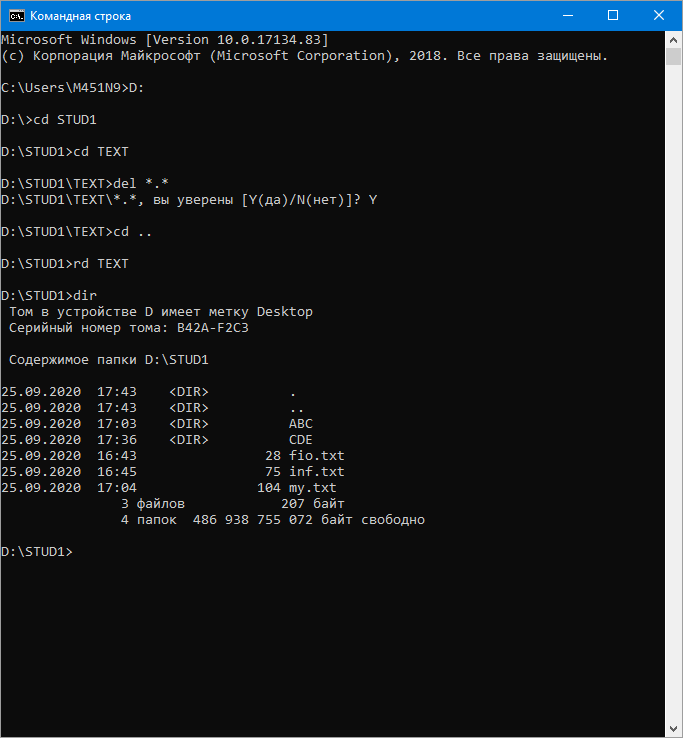 Командная строка
Microsoft Windows [Version 10.0.17134.83]
(c) Корпорация Майкрософт (Microsoft Corporation), 2018. Все права защищены.
C:\Users\M451N9>D:
D:\>cd STUD1
D:\STUD1>cd TEXT
D:\STUD1\TEXT>del *.*
D:\STUD1\TEXT\*.*, вы уверены [Y(да)/N(нет)]? Y
D:\STUD1\TEXT>cd ..
D:\STUD1>rd TEXT
D:\STUD1>dir
 Том в устройстве D имеет метку Desktop
 Серийный номер тома: B42A-F2C3
 Содержимое папки D:\STUD1
25.09.2020  17:43    <DIR>          .
25.09.2020  17:43    <DIR>          ..
25.09.2020  17:03    <DIR>          ABC
25.09.2020  17:36    <DIR>          CDE
25.09.2020  16:43                28 fio.txt
25.09.2020  16:45                75 inf.txt
25.09.2020  17:04               104 my.txt
               3 файлов            207 байт
               4 папок  486 938 755 072 байт свободно
D:\STUD1>